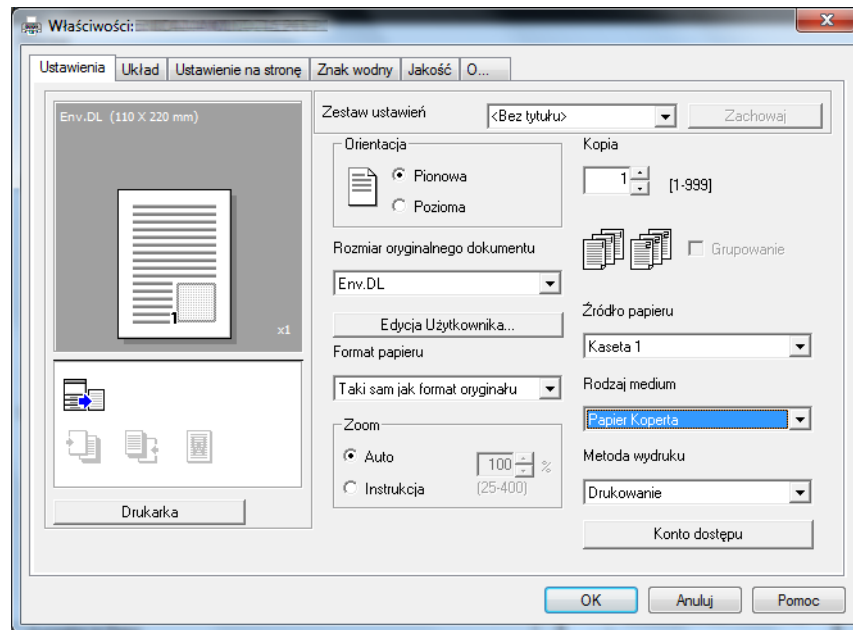 Właściwości:
Ustawienia
Układ
Ustawienie na stronę
Znak wodny
Jakość
O...
Env.DL (110 X 220 mm)
1
x1
Drukarka
Zestaw ustawień
<Bez tytułu>
Zachowaj
Orientacja
Pionowa
Pozioma
Rozmiar oryginalnego dokumentu
Env.DL
Edycja Użytkownika...
Format papieru
Taki sam jak format oryginału
Zoom
Auto
100 %
Instrukcja
(25-400)
Kopia
1 [1-999]
Grupowanie
Źródło papieru
Kaseta 1
Rodzaj medium
Papier Koperta
Metoda wydruku
Drukowanie
Konto dostępu
OK
Anuluj
Pomoc